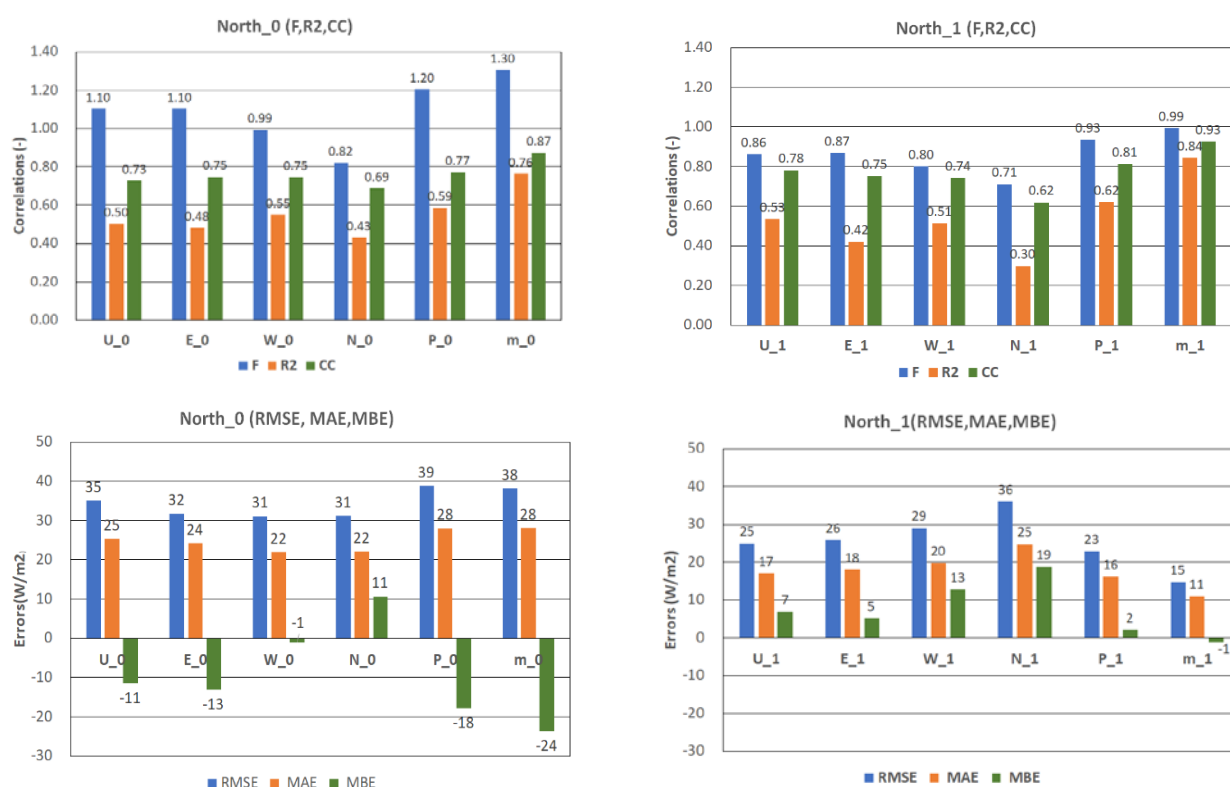 North_0 (F,R2,CC)
Correlations (-)
1.40
1.20
1.00
0.80
0.60
0.40
0.20
0.00
1.10 0.50 0.73
1.10 0.48 0.75
0.99 0.55 0.75
0.82 0.43 0.69
1.20 0.59 0.77
1.30 0.76 0.87
U_0 E_0 W_0 N_0 P_0 m_0
F R2 CC
North_1 (F,R2,CC)
Correlations (-)
1.40
1.20
1.00
0.80
0.60
0.40
0.20
0.00
0.86 0.53 0.78
0.87 0.42 0.75
0.80 0.51 0.74
0.71 0.30 0.62
0.93 0.62 0.81
0.99 0.84 0.93
U_1 E_1 W_1 N_1 P_1 m_1
F R2 CC
North_0 (RMSE, MAE,MBE)
Errors(W/m2)
50
40
30
20
10
0
-10
-20
-30
35 25 -11
32 24 -13
31 22 -1
31 22 11
39 28 -18
38 28 -24
U_0 E_0 W_0 N_0 P_0 m_0
RMSE MAE MBE
North_1(RMSE,MAE,MBE)
Errors (W/m2)
50
40
30
20
10
0
-10
-20
-30
25 17 7
26 18 5
29 20 13
36 25 19
23 16 2
15 11 -1
U_1 E_1 W_1 N_1 P_1 m_1
RMSE MAE MBE